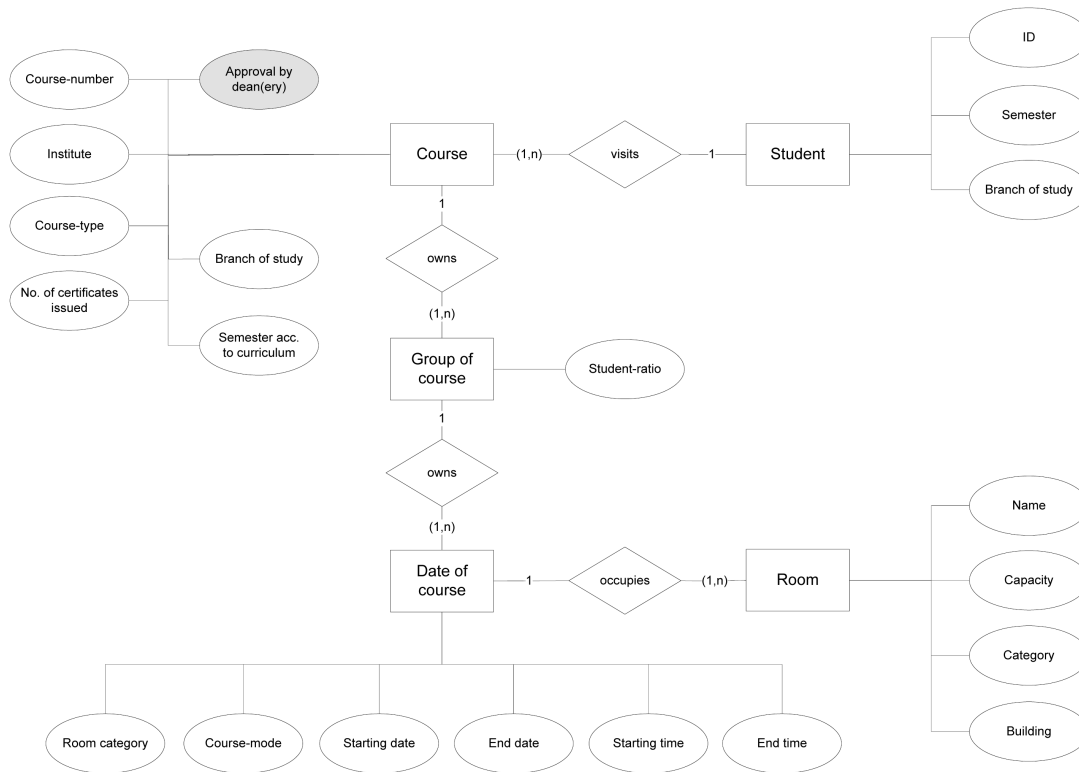 ID
Course-number
Approval by
dean(ery)
Semester
Institute
Course
(1,n)
visits
1
Student
Branch of study
1
Course-type
owns
Branch of study
No. of certificates
issued
(1,n)
Semester acc.
to curriculum
Group of
course
Student-ratio
1
owns
Name
(1,n)
Date of
course
1
occupies
(1,n)
Room
Capacity
Category
Building
Room category
Course-mode
Starting date
End date
Starting time
End time